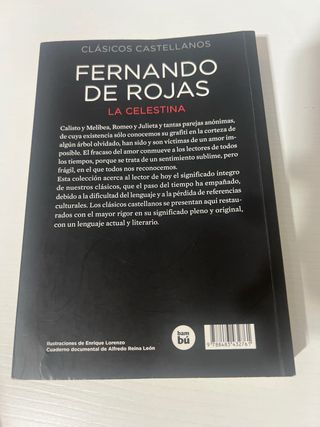 CLÁSICOS CASTELLANOS
FERNANDO
DE ROJAS
LA CELESTINA
Calisto y Melibea, Romeo y Julieta y tantas parejas anónimas,
de cuya existencia sólo conocemos su grafiti en la corteza de
algún árbol olvidado, han sido y son víctimas de un amor im-
posible. El fracaso del amor conmueve a los lectores de todos
los tiempos, porque se trata de un sentimiento sublime, pero
frágil, en el que todos nos reconocemos.
Esta colección acerca al lector de hoy el significado íntegro
de nuestros clásicos, que el paso del tiempo ha empañado,
debido a la dificultad del lenguaje y a la pérdida de referencias
culturales. Los clásicos castellanos se presentan aquí restau-
rados con el mayor rigor en su significado pleno y original,
con un lenguaje actual y literario.
Ilustraciones de Enrique Lorenzo
Cuaderno documental de Alfredo Reina León
bam
bú
9 788483 432761